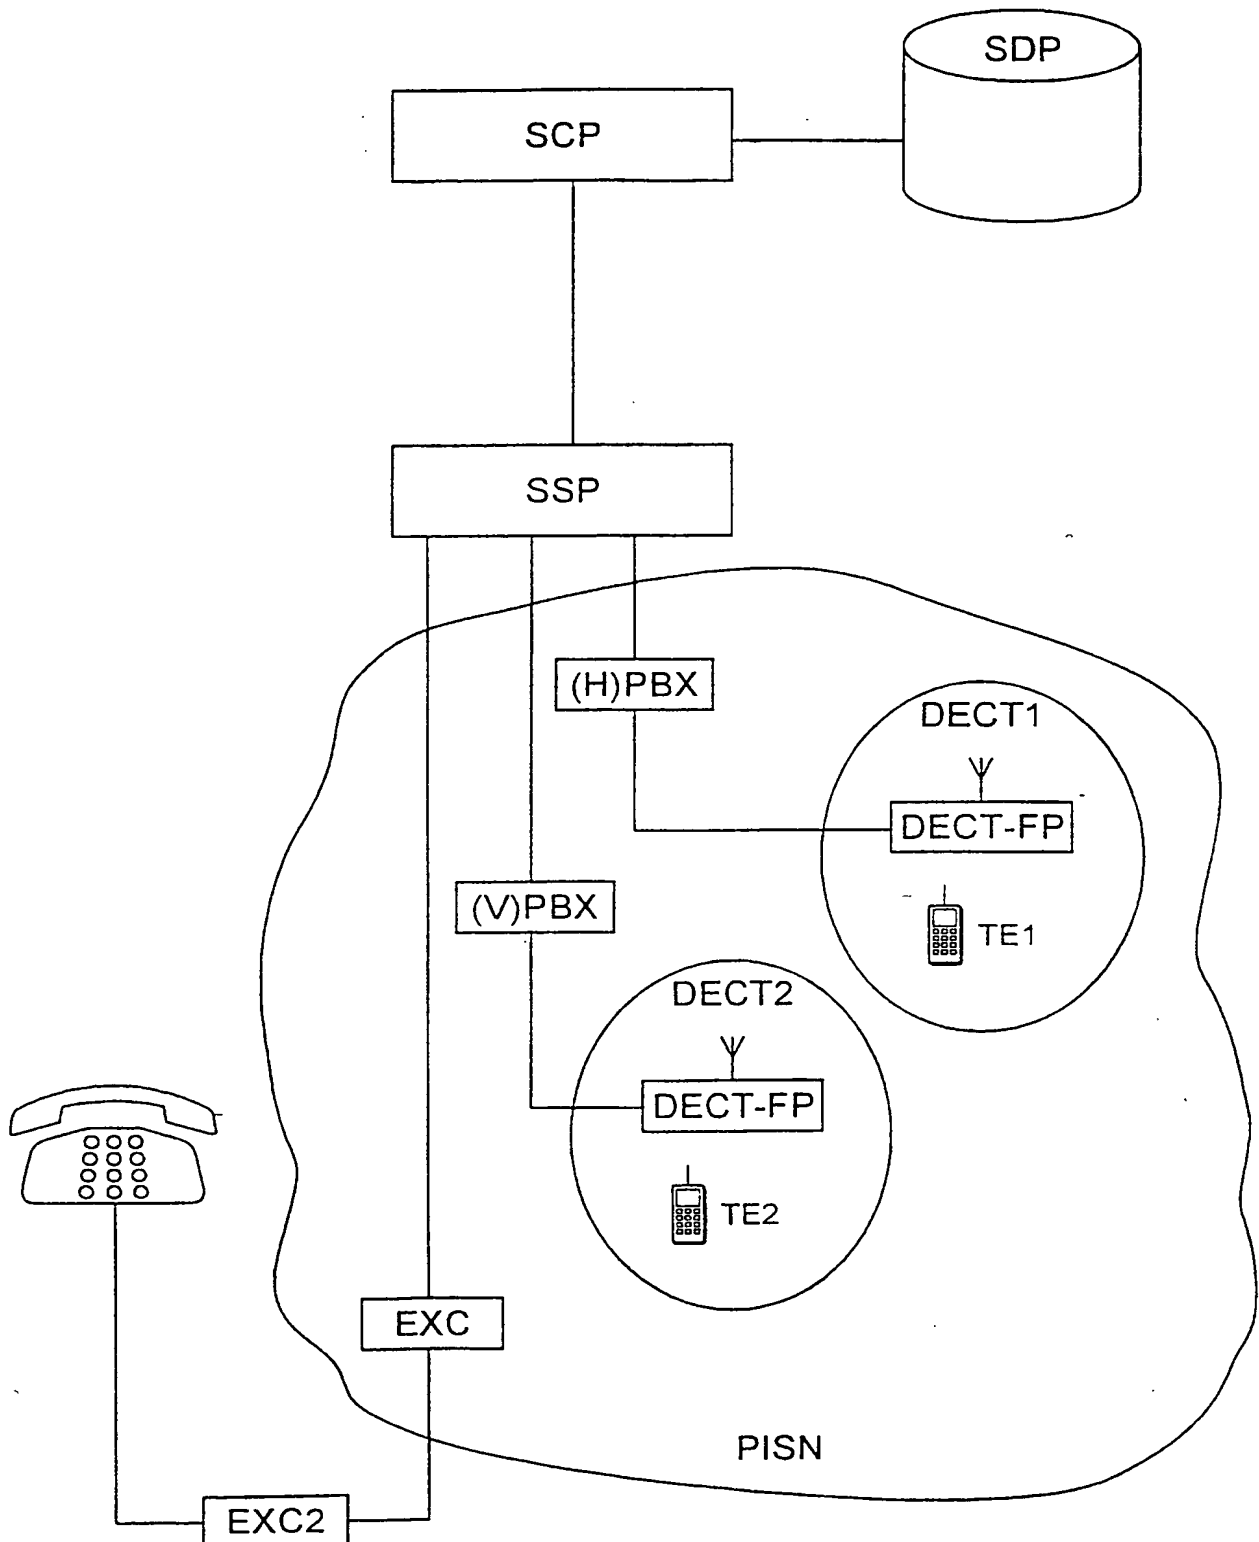 SDP
SCP
SSP
(H)PBX
DECT1
DECT-FP
(V)PBX
TE1
DECT2
DECT-FP
TE2
EXC
PISN
EXC2